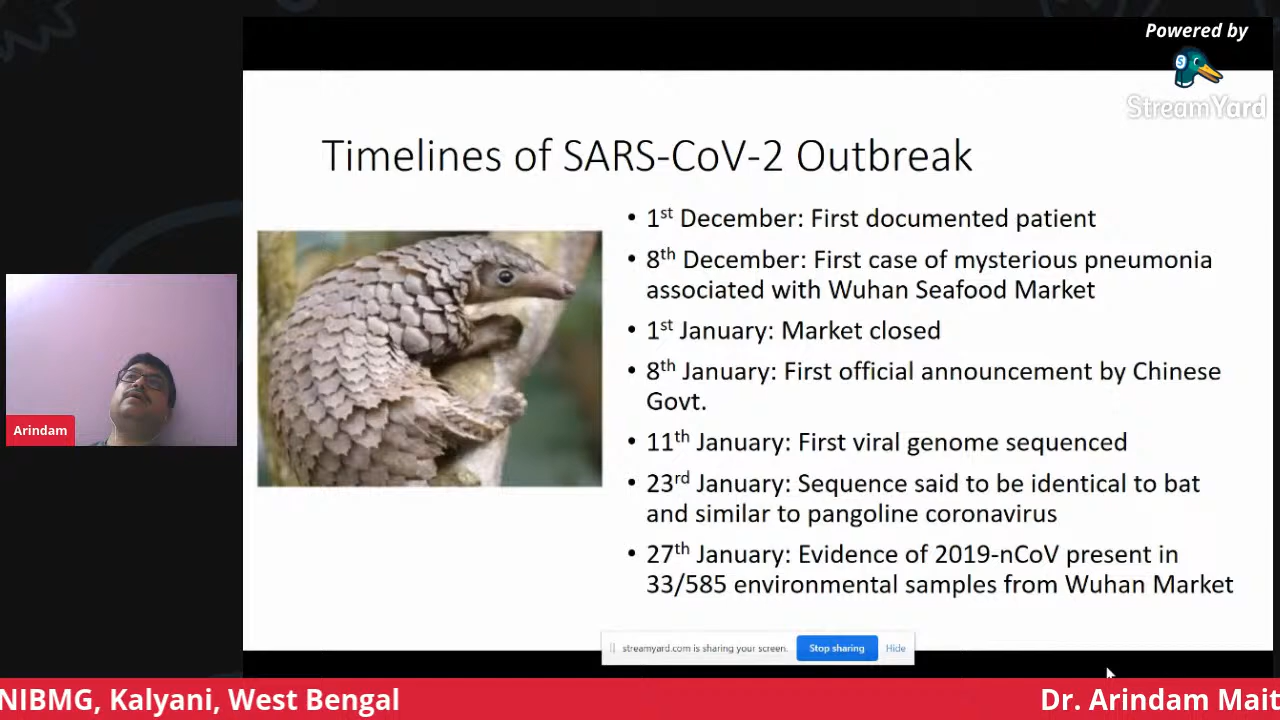 Powered by
StreamYard
Timelines of SARS-CoV-2 Outbreak
• 1st December: First documented patient
• 8th December: First case of mysterious pneumonia
associated with Wuhan Seafood Market
• 1st January: Market closed
• 8th January: First official announcement by Chinese
Govt.
• 11th January: First viral genome sequenced
• 23rd January: Sequence said to be identical to bat
and similar to pangoline coronavirus
• 27th January: Evidence of 2019-nCoV present in
33/585 environmental samples from Wuhan Market
Arindam
streamyard.com is sharing your screen. Stop sharing Hide
NIBMG, Kalyani, West Bengal Dr. Arindam Mait